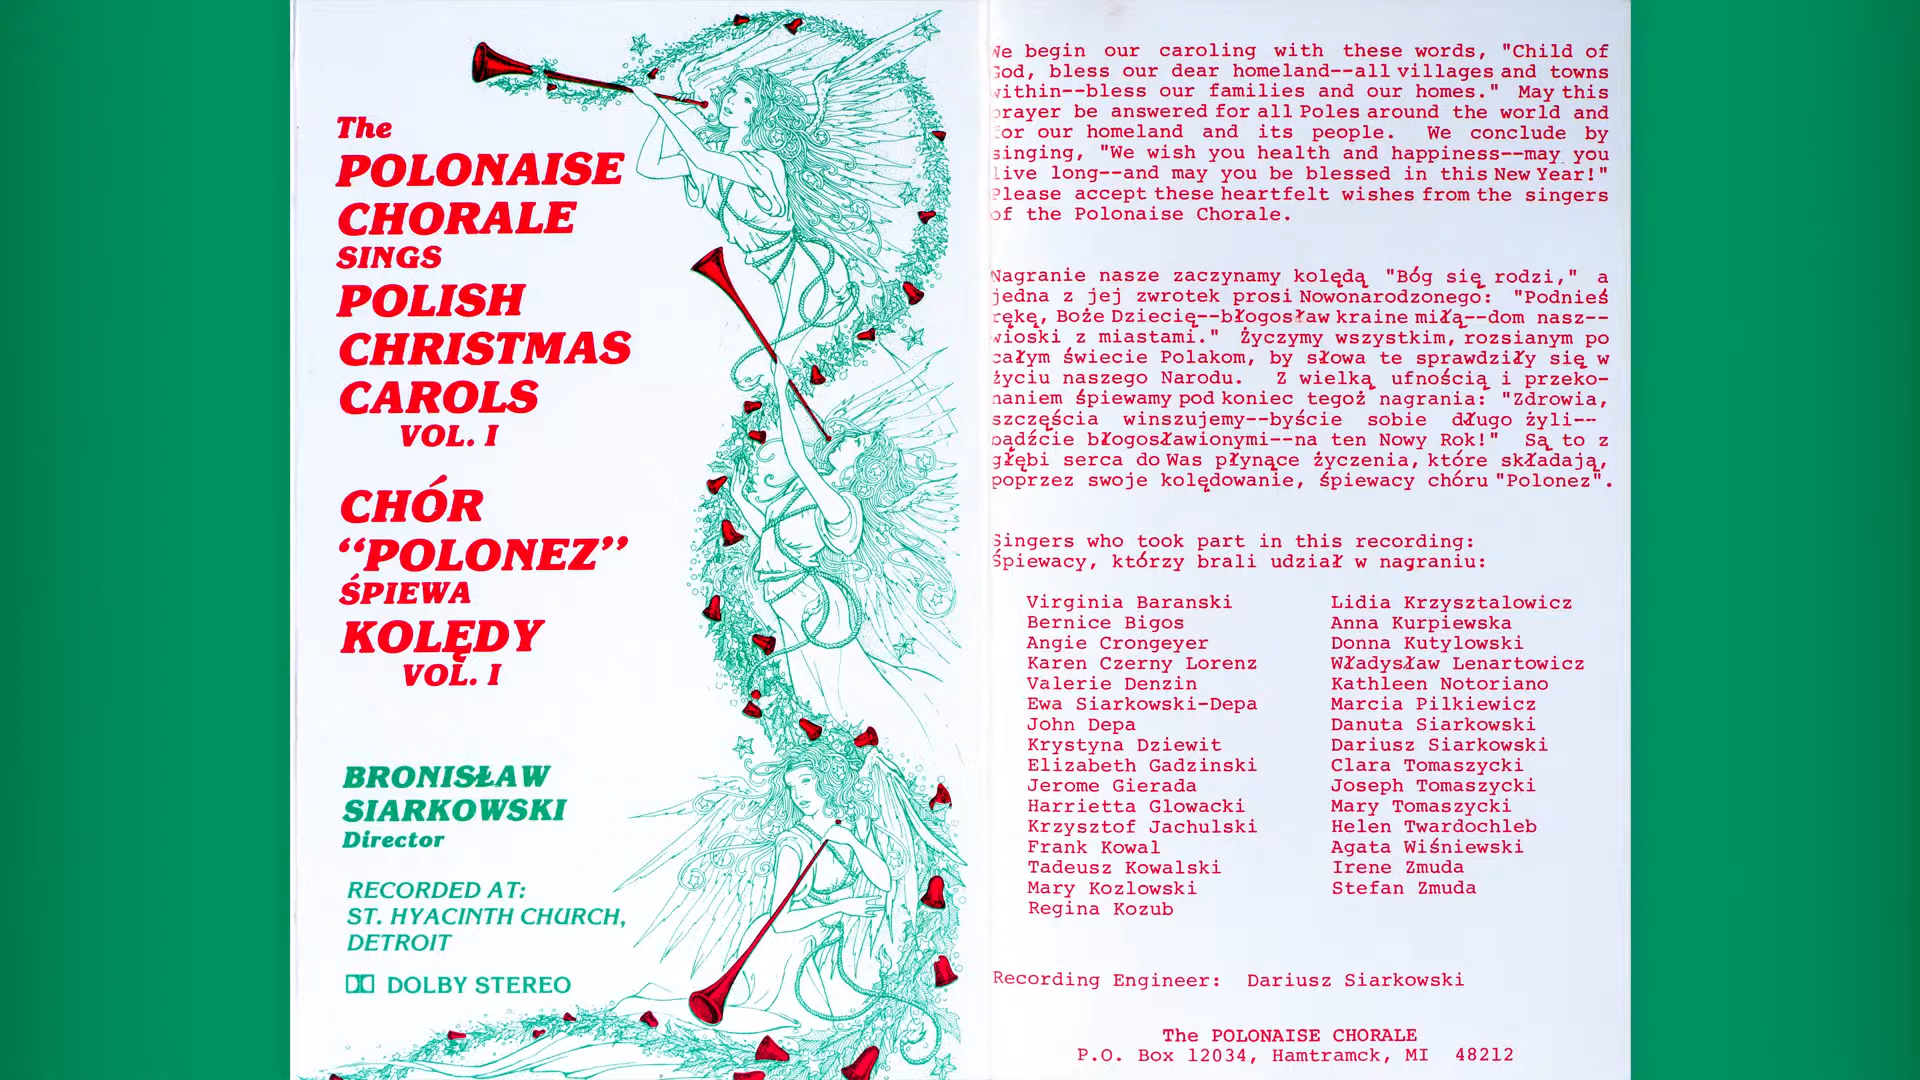 The
POLONAISE
CHORALE
SINGS
POLISH
CHRISTMAS
CAROLS
VOL. I
CHÓR
“POLONEZ”
ŚPIEWA
KOLĘDY
VOL. I
BRONISŁAW
SIARKOWSKI
Director
RECORDED AT:
ST. HYACINTH CHURCH,
DETROIT
DOLBY STEREO
We begin our caroling with these words, "Child of
God, bless our dear homeland--all villages and towns
within--bless our families and our homes." May this
prayer be answered for all Poles around the world and
for our homeland and its people. We conclude by
singing, "We wish you health and happiness--may you
live long--and may you be blessed in this New Year!"
Please accept these heartfelt wishes from the singers
of the Polonaise Chorale.
Nagranie nasze zaczynamy kolędą "Bóg się rodzi," a
jedna z jej zwrotek prosi Nowonarodzonego: "Podnieś
rękę, Boże Dziecię--błogosław kraine miłą--dom nasz--
wioski z miastami." Życzymy wszystkim, rozsianym po
całym świecie Polakom, by słowa te sprawdziły się w
życiu naszego Narodu. Z wielką ufnością i przeko-
naniem śpiewamy pod koniec tegoż nagrania: "Zdrowia,
szczęścia winszujemy--byście sobie długo żyli--
bądźcie błogosławionymi--na ten Nowy Rok!" Są to z
głębi serca do Was płynące życzenia, które składają,
poprzez swoje kolędowanie, śpiewacy chóru "Polonez".
Singers who took part in this recording:
Śpiewacy, którzy brali udział w nagraniu:
Virginia Baranski
Bernice Bigos
Angie Crongeyer
Karen Czerny Lorenz
Valerie Denzin
Ewa Siarkowski-Depa
John Depa
Krystyna Dziewit
Elizabeth Gadzinski
Jerome Gierada
Harrietta Glowacki
Krzysztof Jachulski
Frank Kowal
Tadeusz Kowalski
Mary Kozlowski
Regina Kozub
Lidia Krzysztalowicz
Anna Kurpiewska
Donna Kutylowski
Władysław Lenartowicz
Kathleen Notoriano
Marcia Pilkiewicz
Danuta Siarkowski
Dariusz Siarkowski
Clara Tomaszycki
Joseph Tomaszycki
Mary Tomaszycki
Helen Twardochleb
Agata Wiśniewski
Irene Zmuda
Stefan Zmuda
Recording Engineer: Dariusz Siarkowski
The POLONAISE CHORALE
P.O. Box 12034, Hamtramck, MI 48212